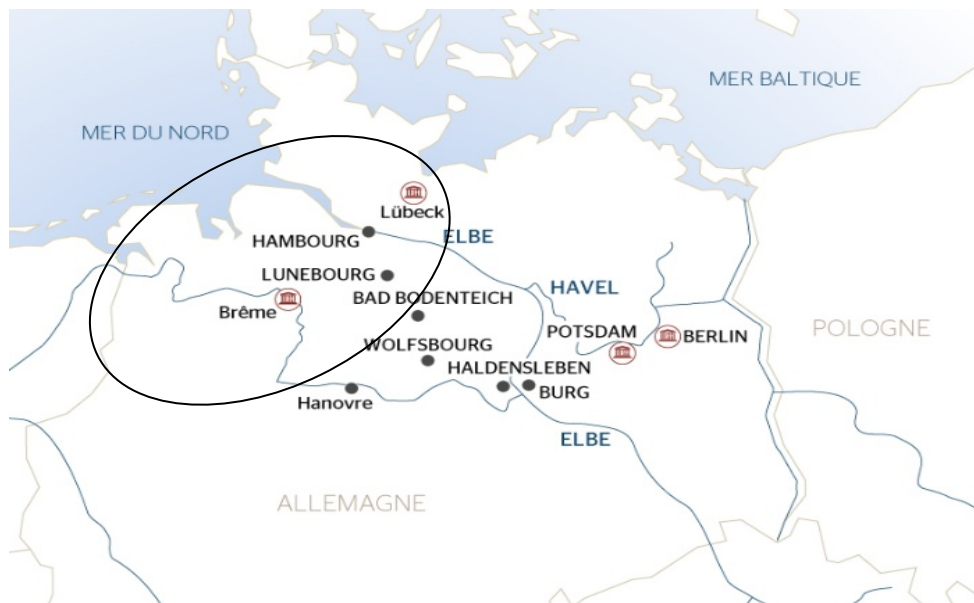 MER BALTIQUE
MER DU NORD
Lübeck
HAMBOURG
ELBE
LUNEBOURG
HAVEL
BAD BODENTEICH
Brême
POLOGNE
POTSDAM
BERLIN
WOLFSBOURG
HALDENSLEBEN
BURG
Hanovre
ELBE
ALLEMAGNE